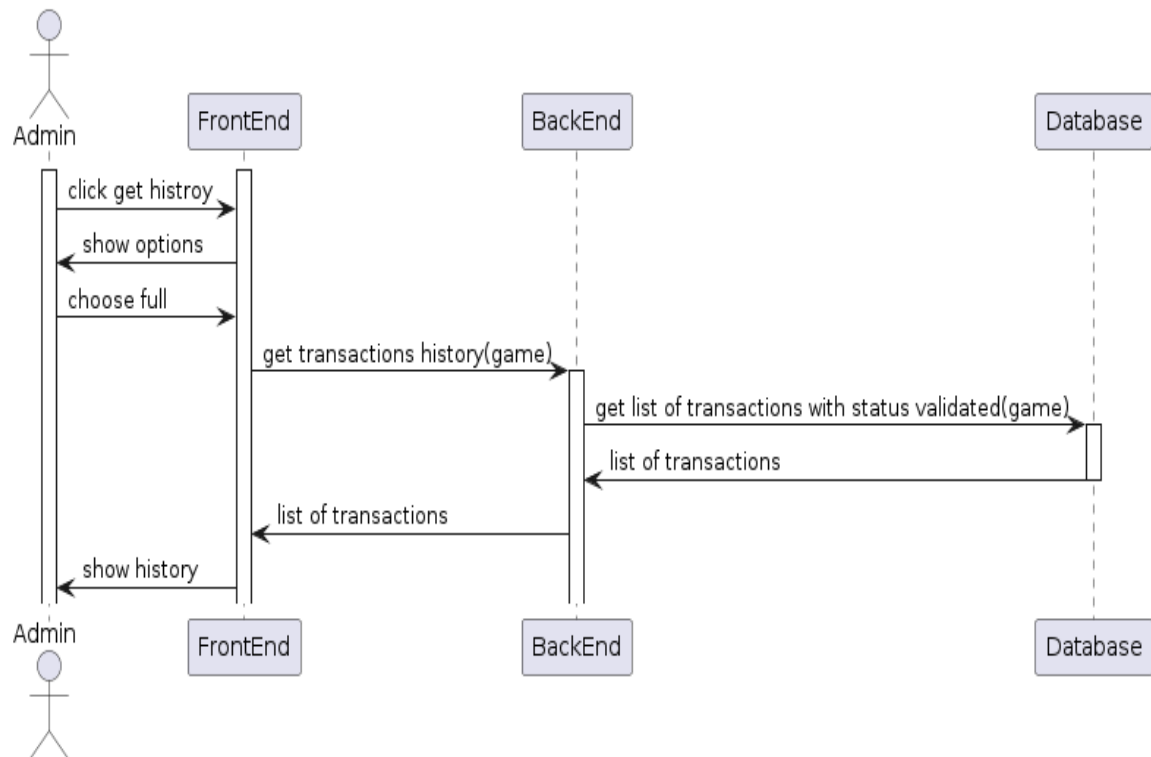 Admin
FrontEnd
BackEnd
Database
click get histroy
show options
choose full
get transactions history(game)
get list of transactions with status validated(game)
list of transactions
list of transactions
show history
Admin
FrontEnd
BackEnd
Database